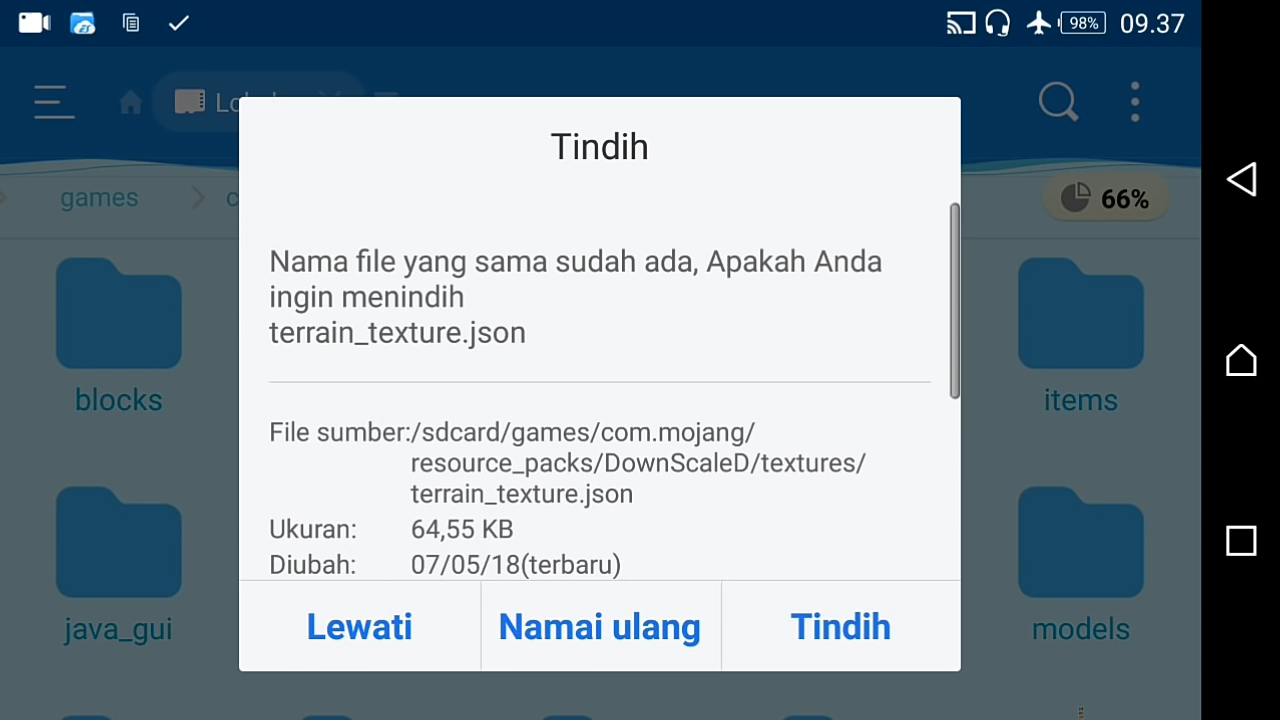 98%
09.37
Lo
Tindih
games
c
66%
Nama file yang sama sudah ada, Apakah Anda
ingin menindih
terrain_texture.json
File sumber:/sdcard/games/com.mojang/
resource_packs/DownScaleD/textures/
terrain_texture.json
Ukuran: 64,55 KB
Diubah: 07/05/18(terbaru)
blocks
items
java_gui
models
Lewati
Namai ulang
Tindih